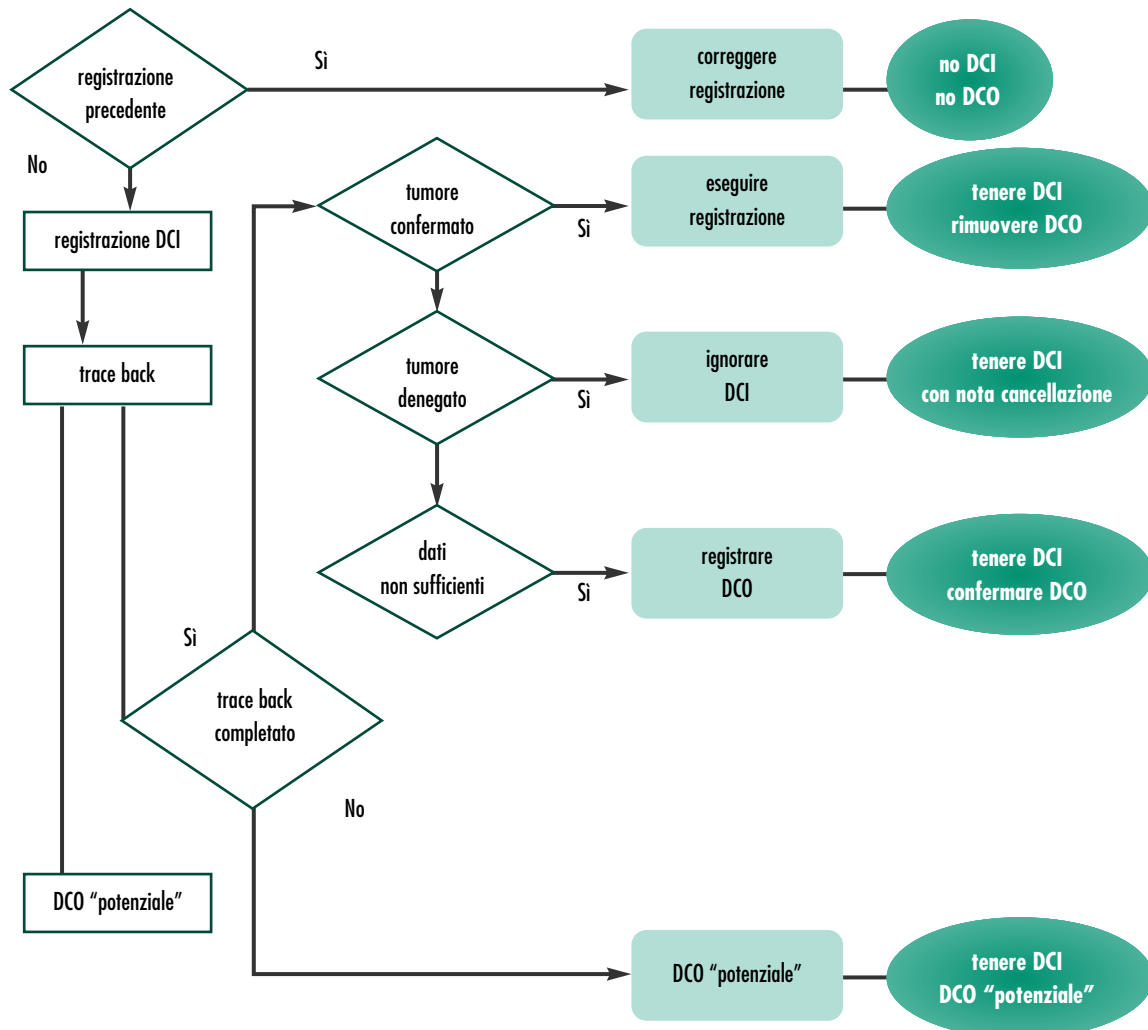 registrazione
precedente
Sì
correggere
registrazione
no DCI
no DCO
No
registrazione DCI
trace back
tumore
confermato
Sì
eseguire
registrazione
tenere DCI
rimuovere DCO
tumore
denegato
Sì
ignorare
DCI
tenere DCI
con nota cancellazione
dati
non sufficienti
Sì
registrare
DCO
tenere DCI
confermare DCO
Sì
trace back
completato
No
DCO “potenziale”
DCO “potenziale”
tenere DCI
DCO “potenziale”